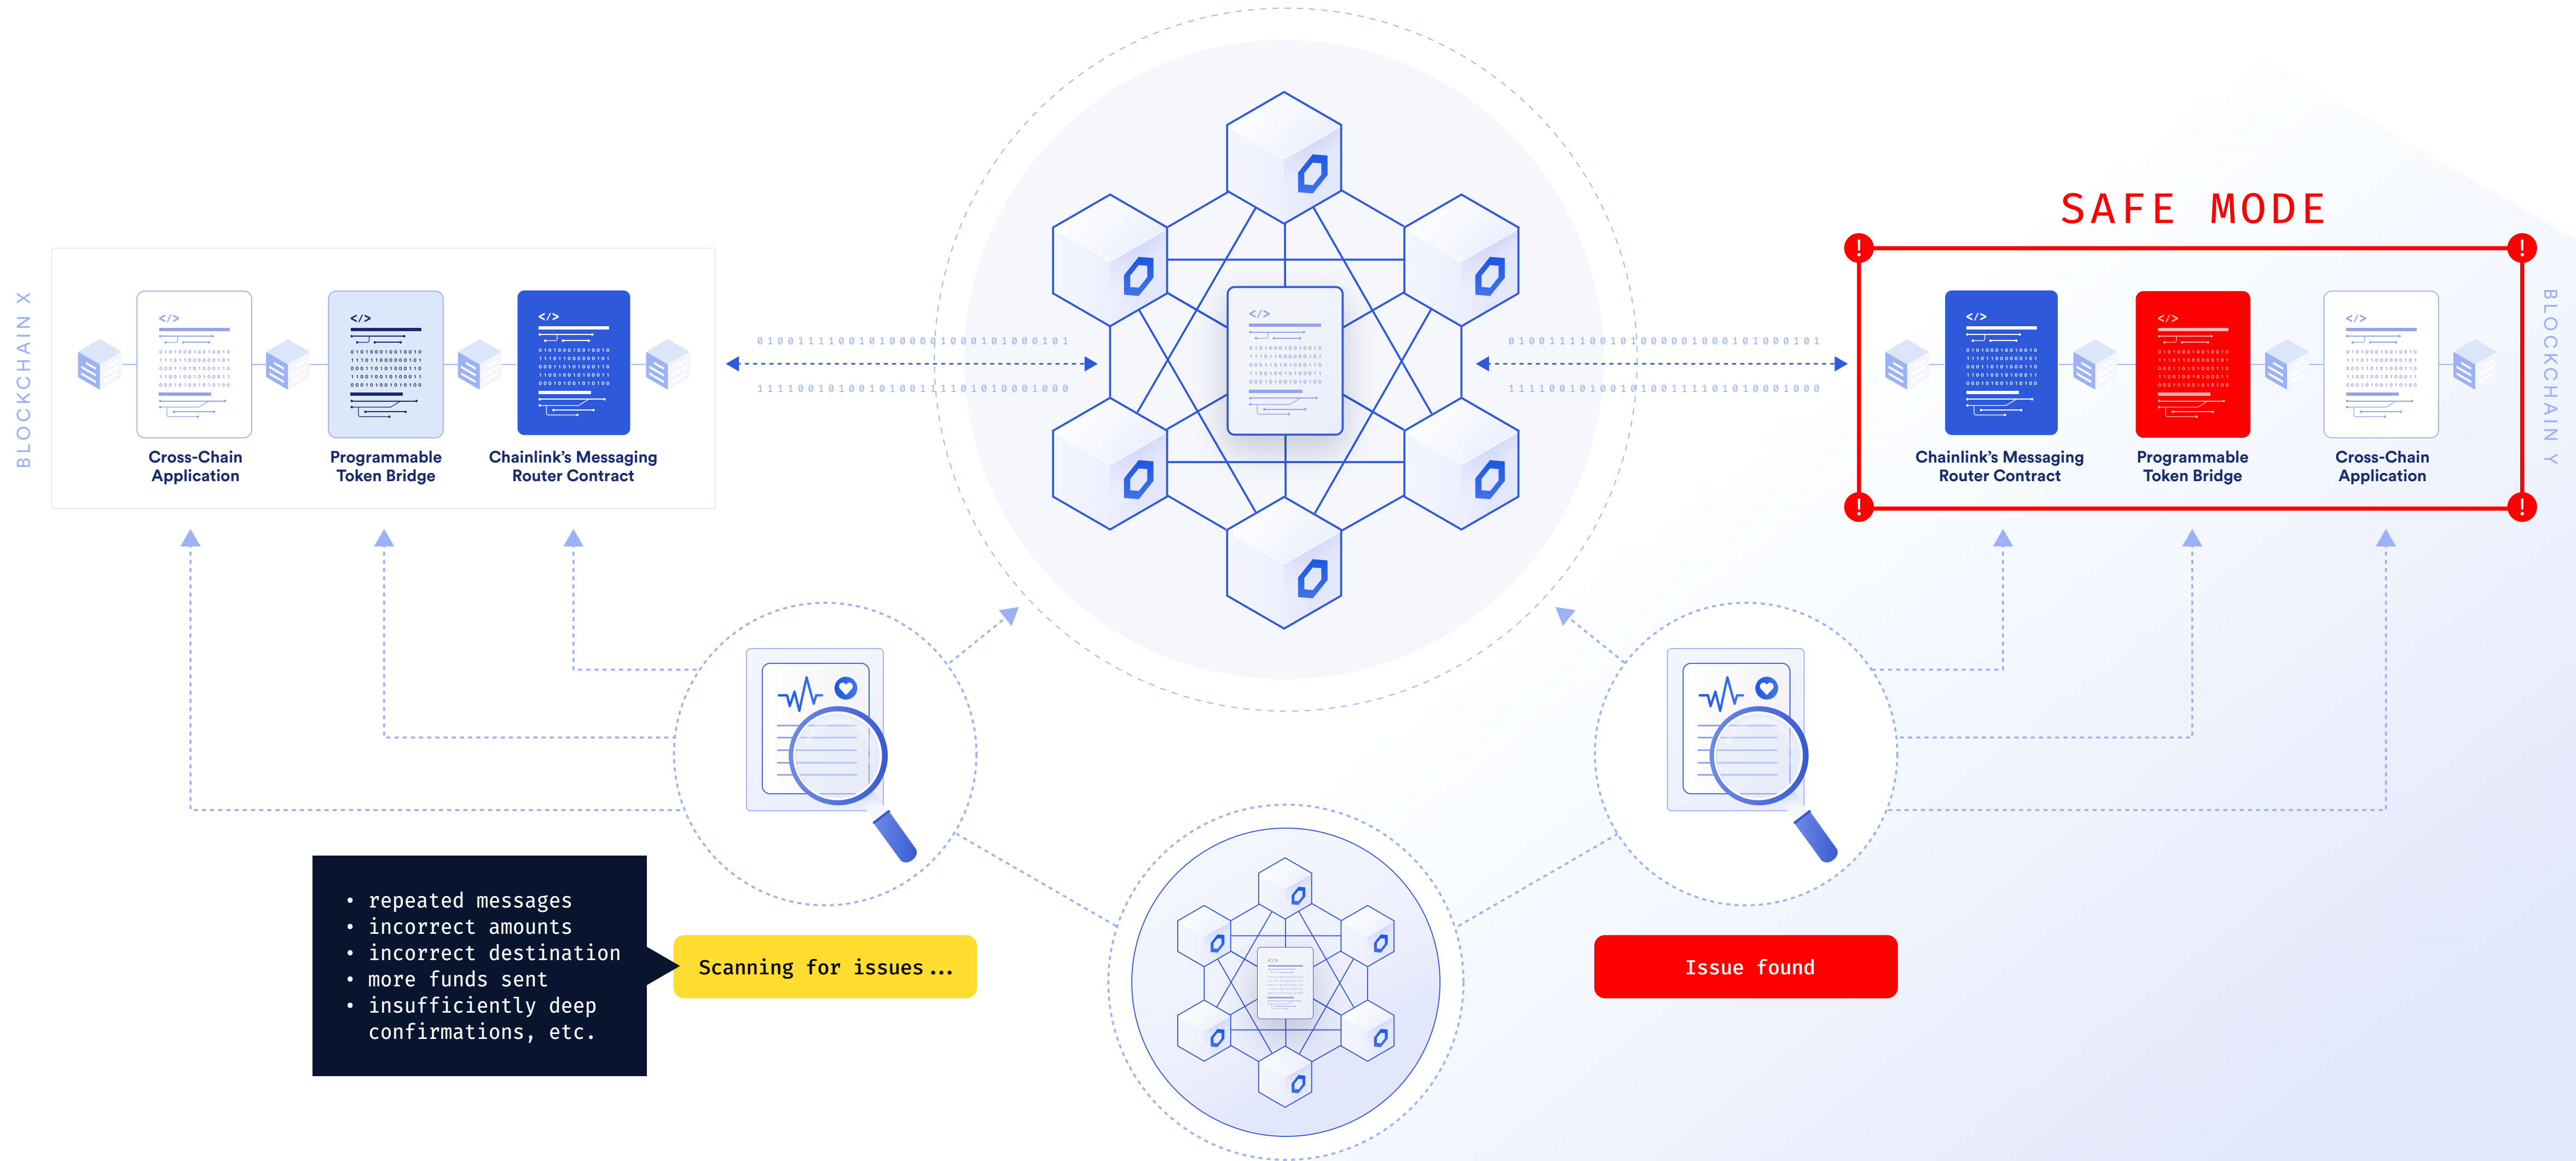 SAFE MODE
BLOCKCHAIN X
</>
</>
</>
Cross-Chain
Application
Programmable
Token Bridge
Chainlink's Messaging
Router Contract
</>
</>
</>
</>
Chainlink's Messaging
Router Contract
Programmable
Token Bridge
Cross-Chain
Application
BLOCKCHAIN Y
!
!
!
!
• repeated messages
• incorrect amounts
• incorrect destination
• more funds sent
• insufficiently deep
confirmations, etc.
Scanning for issues...
Issue found